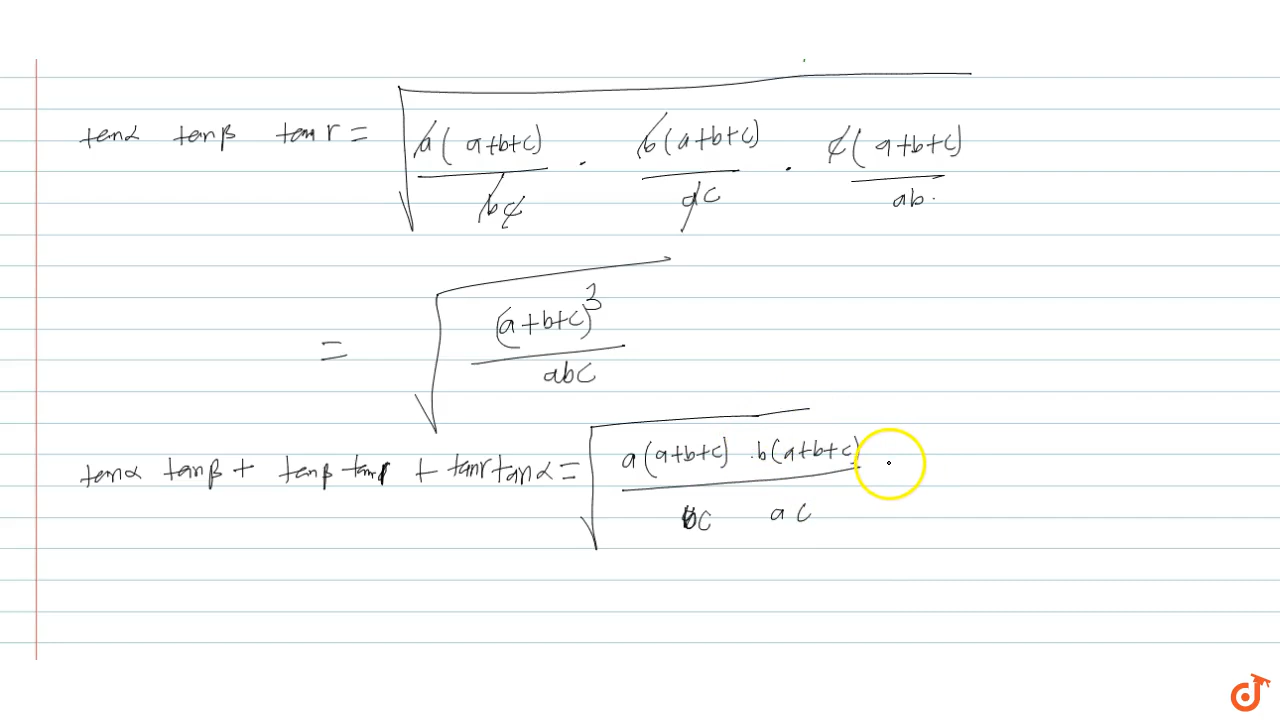 tanα tanβ tanr = √(a(a+b+c)/bc . b(a+b+c)/ac . c(a+b+c)/ab.)
= √((a+b+c)³/abc)
tanα tanβ + tanβ tanr + tanr tanα = √(a(a+b+c) .b(a+b+c)/bc ac) .